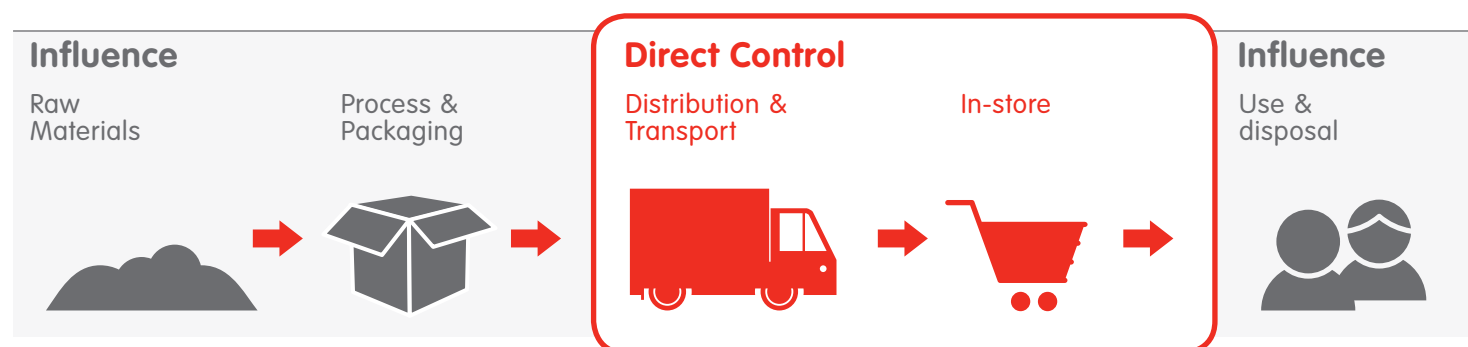 Influence
Raw
Materials
Process &
Packaging
Direct Control
Distribution &
Transport
In-store
Influence
Use &
disposal